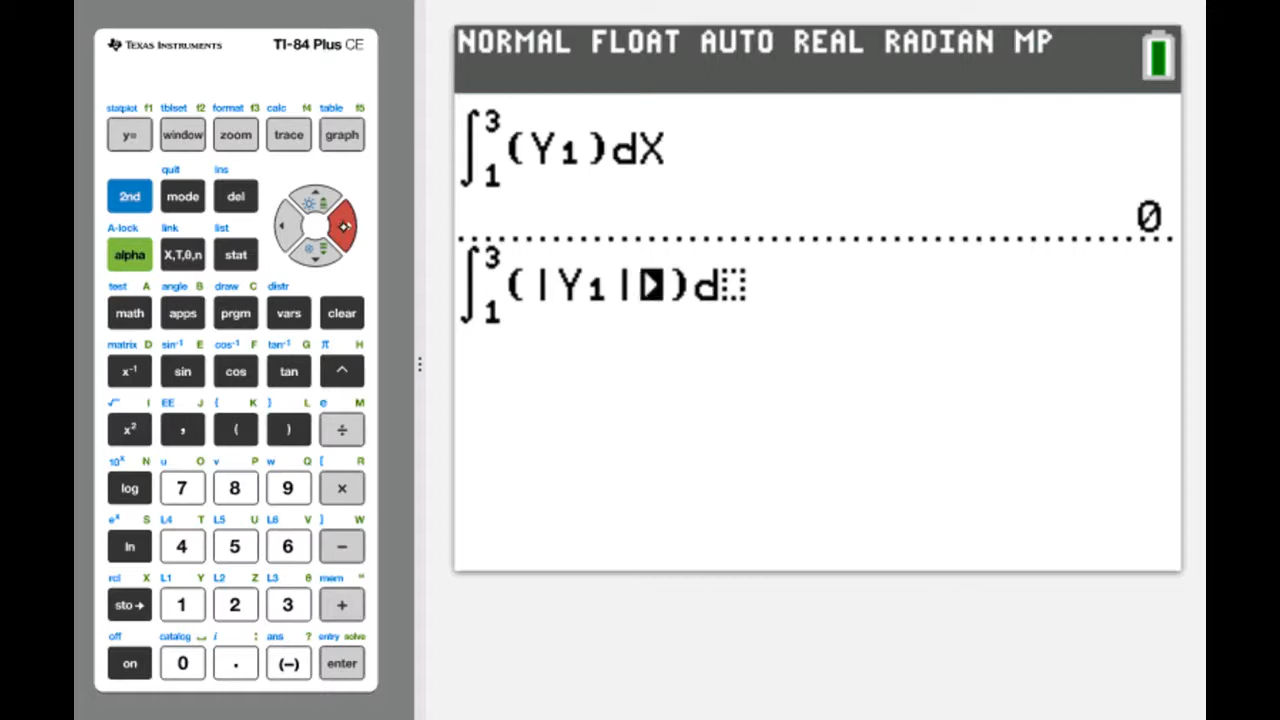 TEXAS INSTRUMENTS TI-84 Plus CE
statplot f1 tblset f2 format f3 calc f4 table f5
y= window zoom trace graph
quit ins
2nd mode del
A-lock link list
alpha X,T,θ,n stat
test A angle B draw C distr
math apps prgm vars clear
matrix D sin⁻¹ E cos⁻¹ F tan⁻¹ G π H
x⁻¹ sin cos tan ^
√ I EE J { K } L e M
x² , ( ) ÷
10ˣ N u O v P w Q [ R
log 7 8 9 ×
eˣ S L4 T L5 U L6 V ] W
ln 4 5 6 −
rcl X L1 Y L2 Z L3 θ mem "
sto→ 1 2 3 +
off catalog ␣ i : ans ? entry solve
on 0 . (−) enter
NORMAL FLOAT AUTO REAL RADIAN MP
∫₁³(Y₁)dX
0
∫₁³(|Y₁|)d